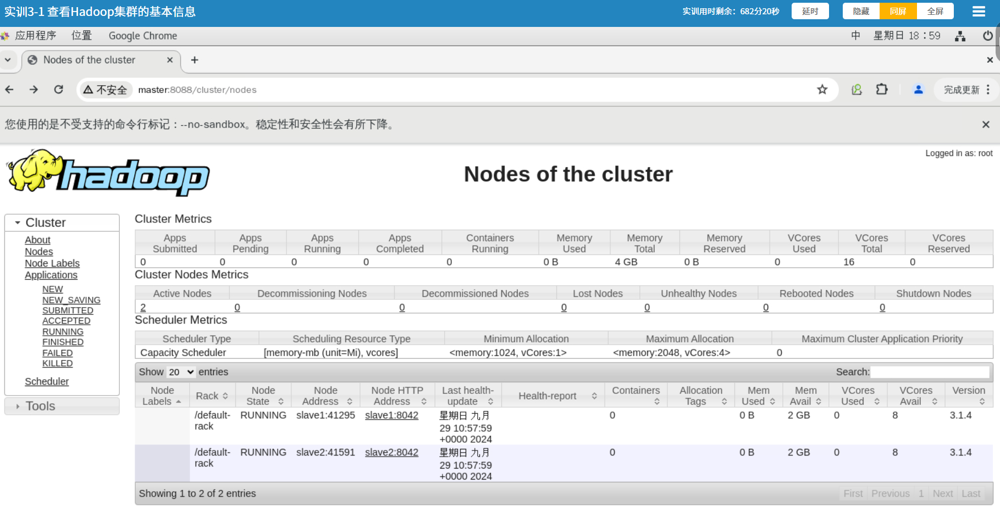 实训3-1 查看Hadoop集群的基本信息
实训用时剩余：682分20秒 延时 隐藏 同屏 全屏
应用程序 位置 Google Chrome 中 星期日 18：59
Nodes of the cluster
不安全 master:8088/cluster/nodes 完成更新
您使用的是不受支持的命令行标记：--no-sandbox。稳定性和安全性会有所下降。
Logged in as: root
hadoop
Nodes of the cluster
Cluster
About
Nodes
Node Labels
Applications
NEW
NEW_SAVING
SUBMITTED
ACCEPTED
RUNNING
FINISHED
FAILED
KILLED
Scheduler
Tools
Cluster Metrics
Apps Submitted Apps Pending Apps Running Apps Completed Containers Running Memory Used Memory Total Memory Reserved VCores Used VCores Total VCores Reserved
0 0 0 0 0 0 B 4 GB 0 B 0 16 0
Cluster Nodes Metrics
Active Nodes Decommissioning Nodes Decommissioned Nodes Lost Nodes Unhealthy Nodes Rebooted Nodes Shutdown Nodes
2 0 0 0 0 0 0
Scheduler Metrics
Scheduler Type Scheduling Resource Type Minimum Allocation Maximum Allocation Maximum Cluster Application Priority
Capacity Scheduler [memory-mb (unit=Mi), vcores] <memory:1024, vCores:1> <memory:2048, vCores:4> 0
Show 20 entries Search:
Node Labels Rack Node State Node Address Node HTTP Address Last health-update Health-report Containers Allocation Tags Mem Used Mem Avail VCores Used VCores Avail Version
/default-rack RUNNING slave1:41295 slave1:8042 星期日 九月 29 10:57:59 +0000 2024 0 0 B 2 GB 0 8 3.1.4
/default-rack RUNNING slave2:41591 slave2:8042 星期日 九月 29 10:57:59 +0000 2024 0 0 B 2 GB 0 8 3.1.4
Showing 1 to 2 of 2 entries First Previous 1 Next Last